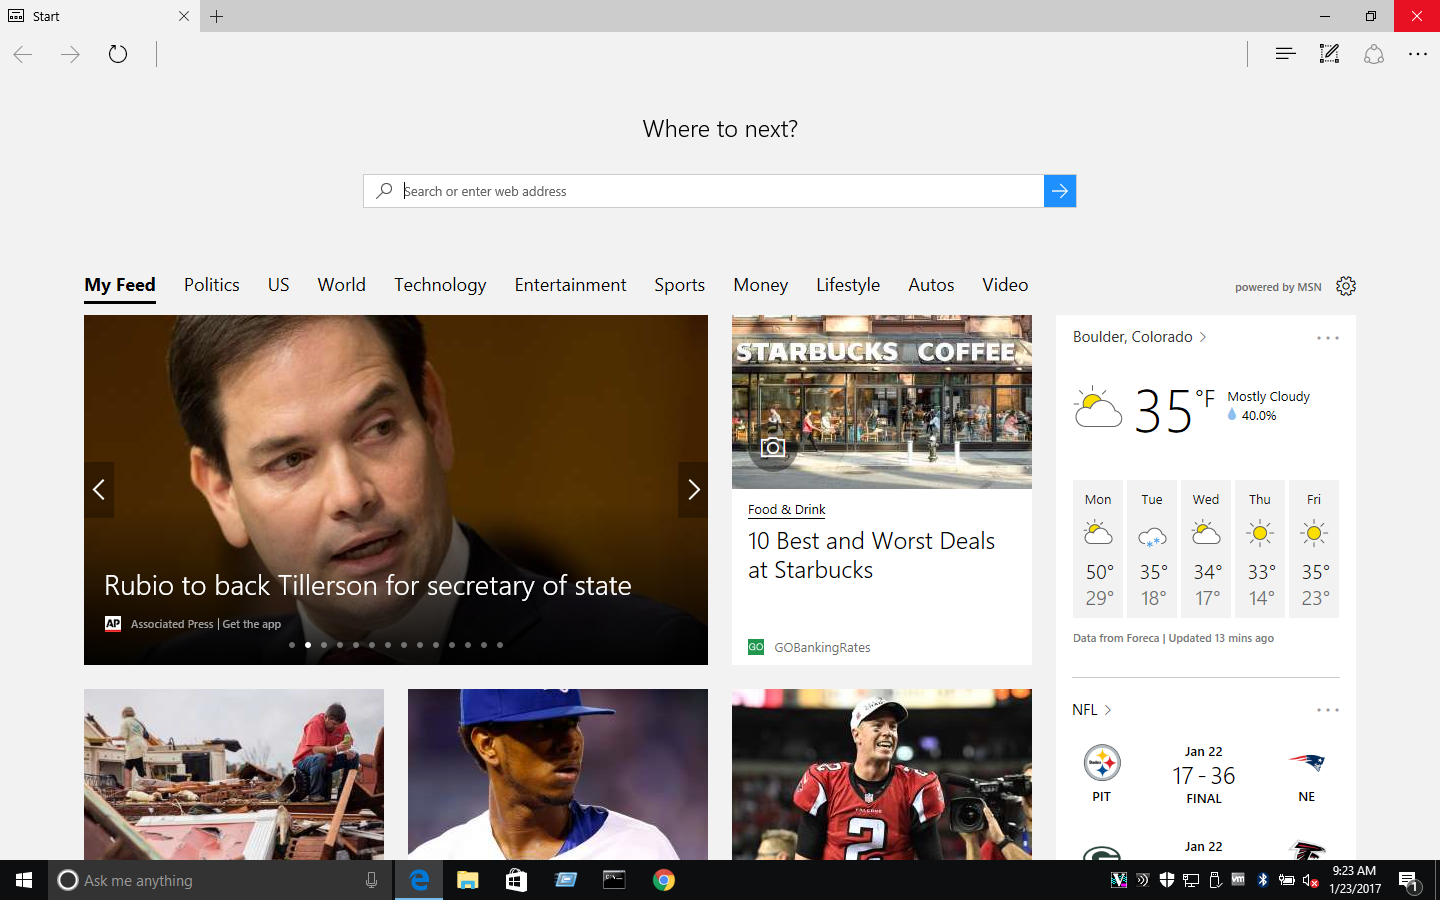 Start
Where to next?
Search or enter web address
My Feed Politics US World Technology Entertainment Sports Money Lifestyle Autos Video
powered by MSN
Rubio to back Tillerson for secretary of state
AP Associated Press | Get the app
STARBUCKS COFFEE
Food & Drink
10 Best and Worst Deals
at Starbucks
GO GOBankingRates
Boulder, Colorado
35 °F
Mostly Cloudy
40.0%
Mon Tue Wed Thu Fri
50° 35° 34° 33° 35°
29° 18° 17° 14° 23°
Data from Foreca | Updated 13 mins ago
NFL
Jan 22
17 - 36
FINAL
PIT NE
Jan 22
FALCONS
2
Ask me anything
9:23 AM
1/23/2017
1